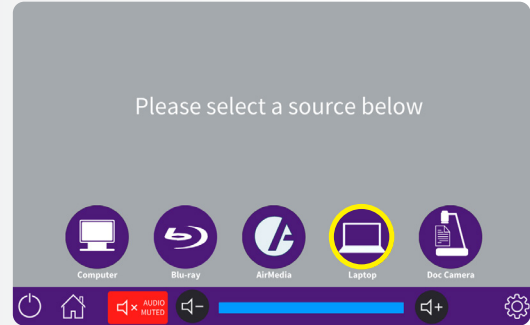 Please select a source below
Computer Blu-ray AirMedia Laptop Doc Camera
AUDIO
MUTED